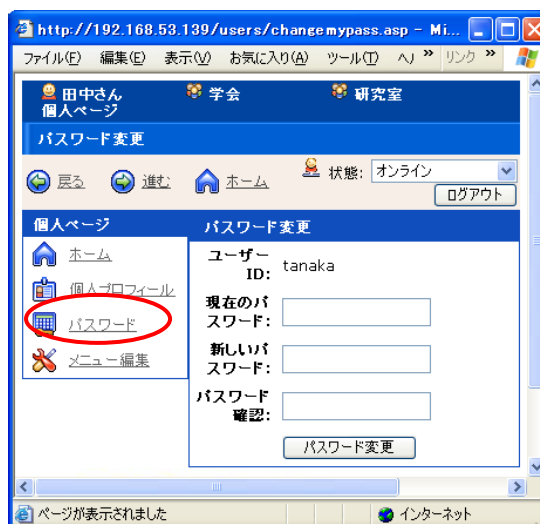 http://192.168.53.139/users/changemypass.asp - Mi...
ファイル(F) 編集(E) 表示(V) お気に入り(A) ツール(T) ヘ) » リンク »
田中さん 学会 研究室
個人ページ
パスワード変更
戻る 進む ホーム 状態: オンライン
ログアウト
個人ページ パスワード変更
ホーム
個人プロフィール
パスワード
メニュー編集
ユーザー
ID: tanaka
現在のパ
スワード:
新しいパ
スワード:
パスワード
確認:
パスワード変更
ページが表示されました インターネット